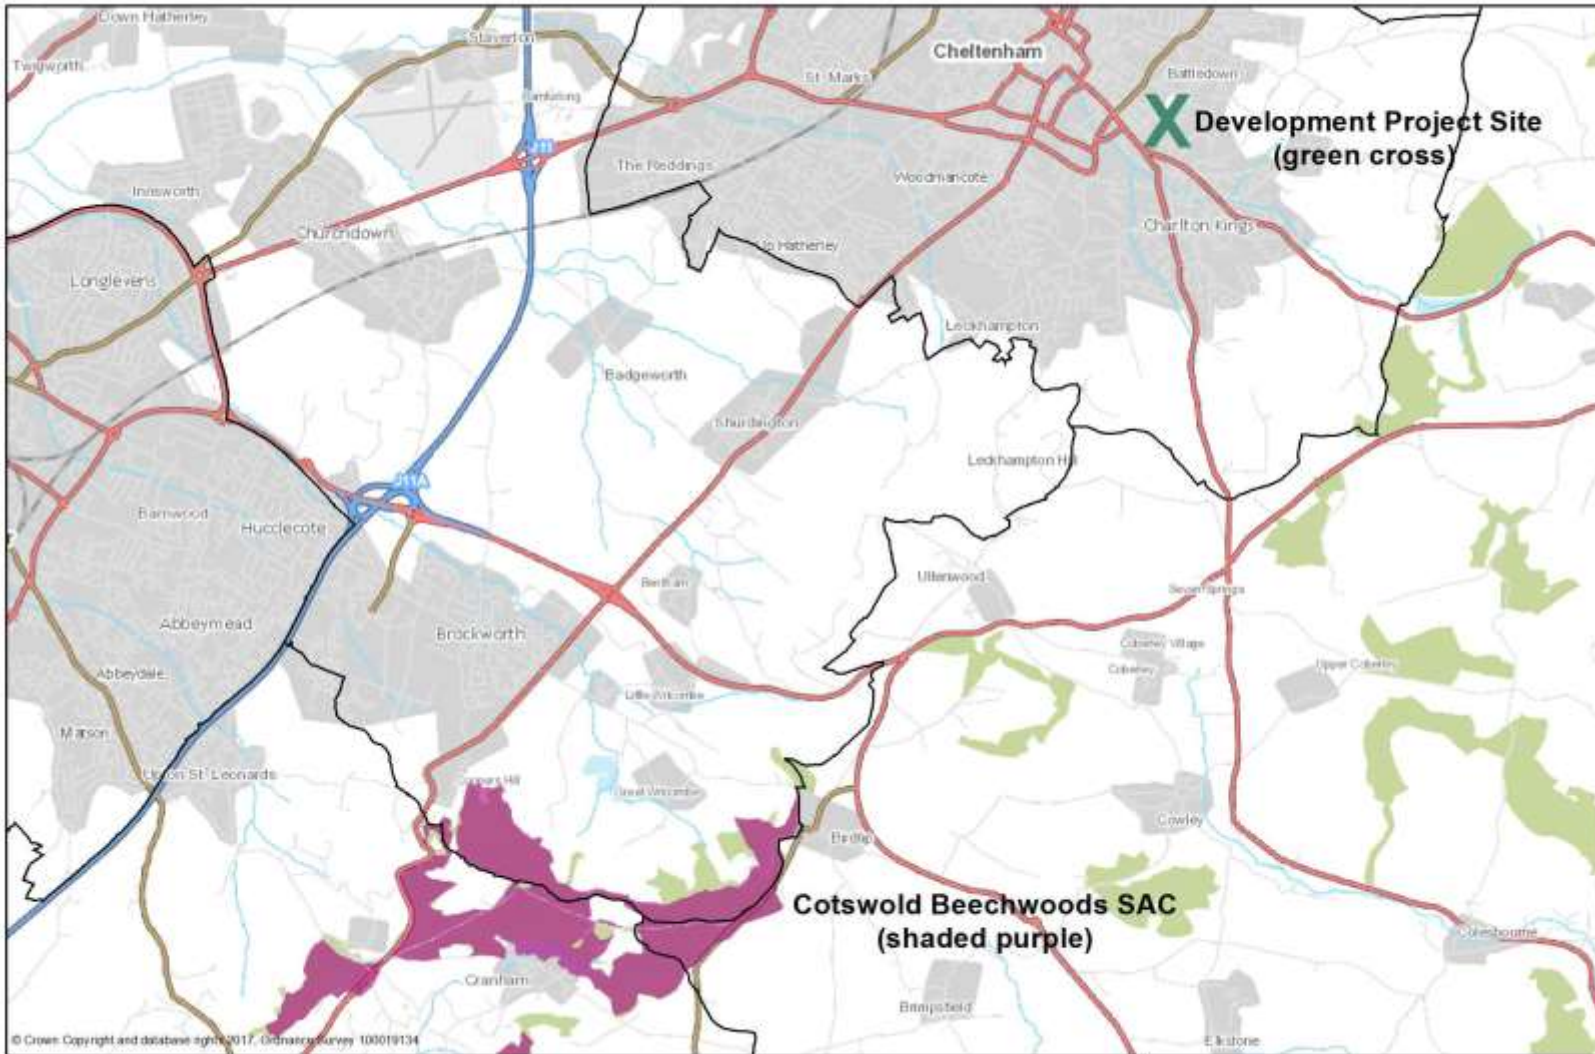 Down Hatherley
Staverton
Twigworth
Cheltenham
St. Marks
Battledown
J11
Development Project Site
(green cross)
The Reddings
Innsworth
Woodmancote
Churchdown
Charlton Kings
Up Hatherley
Longlevens
Leckhampton
Badgeworth
Shurdington
Leckhampton Hill
J11A
Barnwood
Hucclecote
Bentham
Ullenwood
Seven Springs
Abbeymead
Brockworth
Coberley Village
Coberley
Upper Coberley
Abbeydale
Little Witcombe
Matson
Upton St. Leonards
Great Witcombe
Cowley
Birdlip
Cotswold Beechwoods SAC
(shaded purple)
Colesbourne
Cranham
Brimpsfield
Elkstone
© Crown Copyright and database rights 2017. Ordnance Survey 100019134